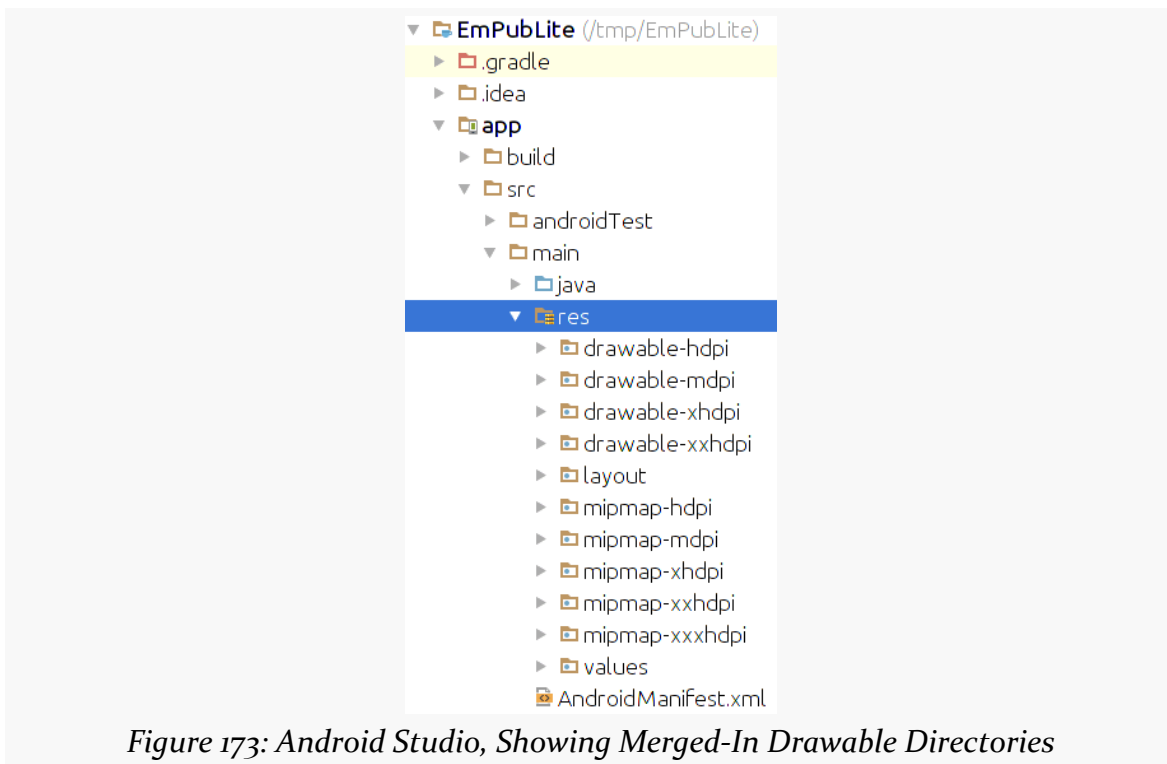 EmPubLite (/tmp/EmPubLite)
.gradle
.idea
app
build
src
androidTest
main
java
res
drawable-hdpi
drawable-mdpi
drawable-xhdpi
drawable-xxhdpi
layout
mipmap-hdpi
mipmap-mdpi
mipmap-xhdpi
mipmap-xxhdpi
mipmap-xxxhdpi
values
AndroidManifest.xml
Figure 173: Android Studio, Showing Merged-In Drawable Directories